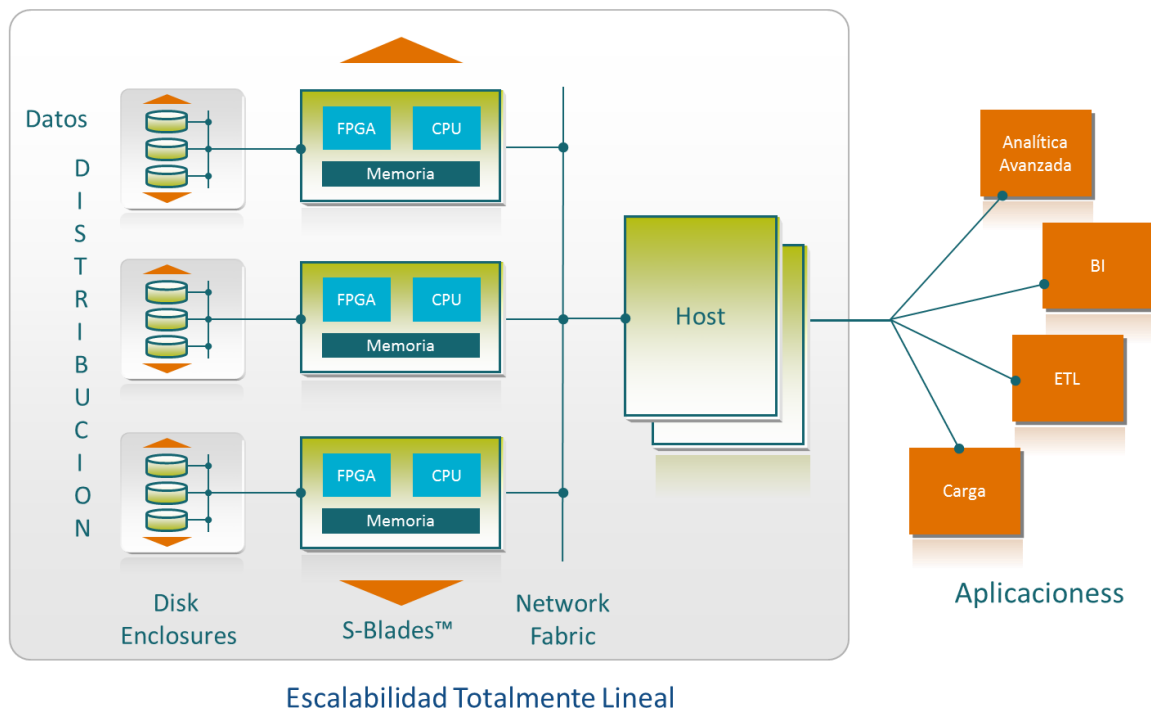 Datos
DISTRIBUCION
FPGA
CPU
Memoria
FPGA
CPU
Memoria
FPGA
CPU
Memoria
Disk
Enclosures
S-Blades™
Network
Fabric
Host
Analítica
Avanzada
BI
ETL
Carga
Aplicacioness
Escalabilidad Totalmente Lineal